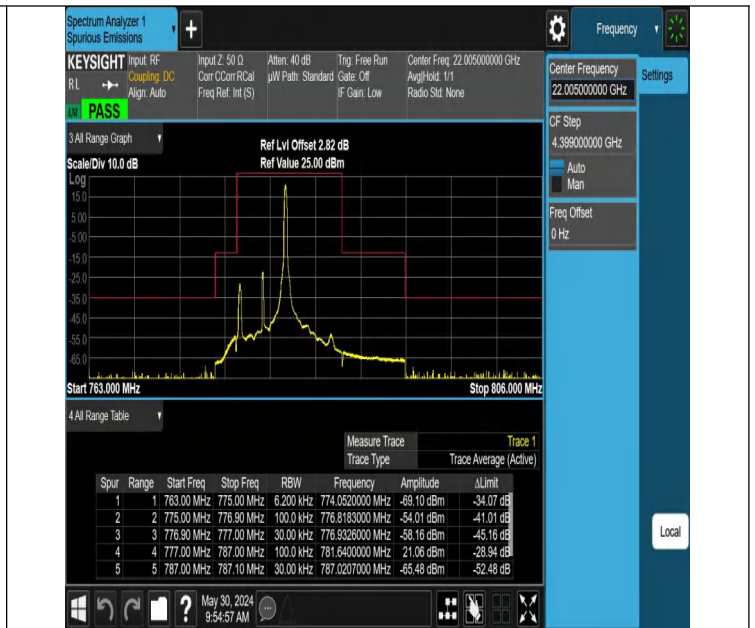 Spectrum Analyzer 1
Spurious Emissions
Frequency
KEYSIGHT
RL
PASS
Input: RF
Coupling: DC
Align: Auto
Input Z: 50 Ω
Corr CCorr RCal
Freq Ref: Int (S)
Atten: 40 dB
µW Path: Standard
Trig: Free Run
Gate: Off
IF Gain: Low
Center Freq: 22.005000000 GHz
Avg|Hold: 1/1
Radio Std: None
Center Frequency
22.005000000 GHz
Settings
CF Step
4.399000000 GHz
Auto
Man
Freq Offset
0 Hz
3 All Range Graph
Scale/Div 10.0 dB
Ref Lvl Offset 2.82 dB
Ref Value 25.00 dBm
Log
15.0
5.00
-5.00
-15.0
-25.0
-35.0
-45.0
-55.0
-65.0
Start 763.000 MHz
Stop 806.000 MHz
4 All Range Table
Measure Trace Trace 1
Trace Type Trace Average (Active)
Spur Range Start Freq Stop Freq RBW Frequency Amplitude ΔLimit
1 1 763.00 MHz 775.00 MHz 6.200 kHz 774.0520000 MHz -69.10 dBm -34.07 dB
2 2 775.00 MHz 776.90 MHz 100.0 kHz 776.8183000 MHz -54.01 dBm -41.01 dB
3 3 776.90 MHz 777.00 MHz 30.00 kHz 776.9326000 MHz -58.16 dBm -45.16 dB
4 4 777.00 MHz 787.00 MHz 100.0 kHz 781.6400000 MHz 21.06 dBm -28.94 dB
5 5 787.00 MHz 787.10 MHz 30.00 kHz 787.0207000 MHz -65.48 dBm -52.48 dB
Local
May 30, 2024
9:54:57 AM